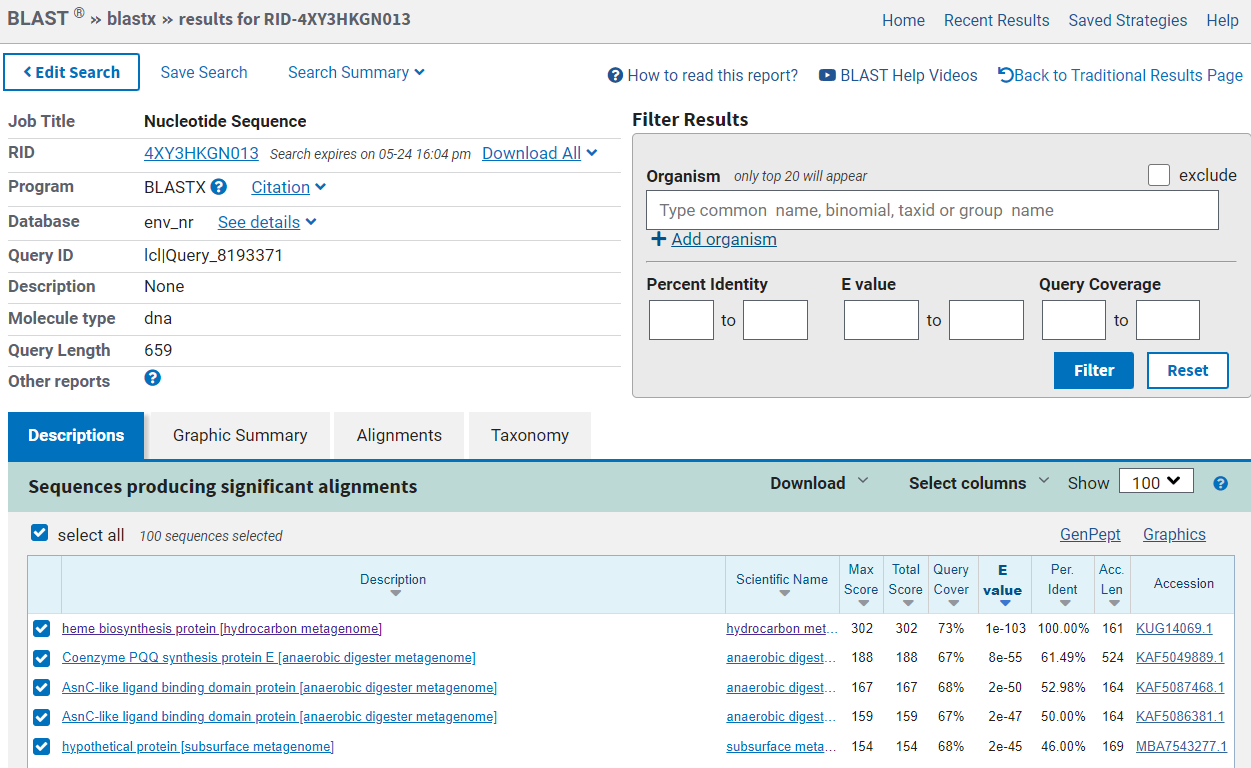 BLAST ® » blastx » results for RID-4XY3HKGN013
Home Recent Results Saved Strategies Help
Edit Search Save Search Search Summary
How to read this report? BLAST Help Videos Back to Traditional Results Page
Job Title Nucleotide Sequence
RID 4XY3HKGN013 Search expires on 05-24 16:04 pm Download All
Program BLASTX ? Citation
Database env_nr See details
Query ID lcl|Query_8193371
Description None
Molecule type dna
Query Length 659
Other reports ?
Filter Results
Organism only top 20 will appear exclude
Type common name, binomial, taxid or group name
+ Add organism
Percent Identity E value Query Coverage
to to to
Filter Reset
Descriptions Graphic Summary Alignments Taxonomy
Sequences producing significant alignments Download Select columns Show 100 ?
select all 100 sequences selected GenPept Graphics
Description Scientific Name Max Score Total Score Query Cover E value Per. Ident Acc. Len Accession
heme biosynthesis protein [hydrocarbon metagenome] hydrocarbon met... 302 302 73% 1e-103 100.00% 161 KUG14069.1
Coenzyme PQQ synthesis protein E [anaerobic digester metagenome] anaerobic digest... 188 188 67% 8e-55 61.49% 524 KAF5049889.1
AsnC-like ligand binding domain protein [anaerobic digester metagenome] anaerobic digest... 167 167 68% 2e-50 52.98% 164 KAF5087468.1
AsnC-like ligand binding domain protein [anaerobic digester metagenome] anaerobic digest... 159 159 67% 2e-47 50.00% 164 KAF5086381.1
hypothetical protein [subsurface metagenome] subsurface meta... 154 154 68% 2e-45 46.00% 169 MBA7543277.1